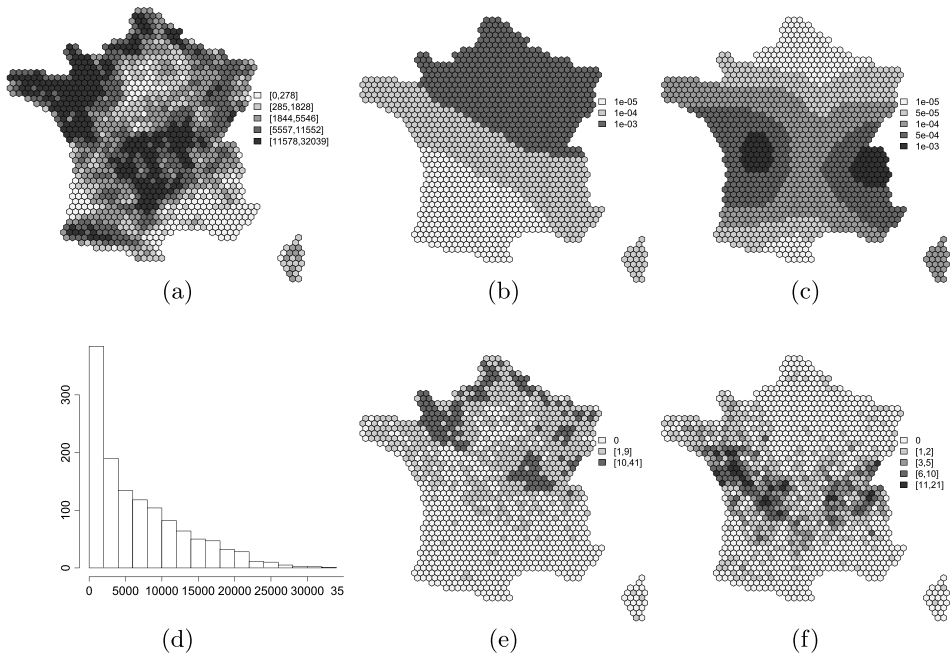 [0,278]
[285,1828]
[1844,5546]
[5557,11552]
[11578,32039]
(a)
1e-05
1e-04
1e-03
(b)
1e-05
5e-05
1e-04
5e-04
1e-03
(c)
300
200
100
0
0 5000 10000 15000 20000 25000 30000 35
(d)
0
[1,9]
[10,41]
(e)
0
[1,2]
[3,5]
[6,10]
[11,21]
(f)